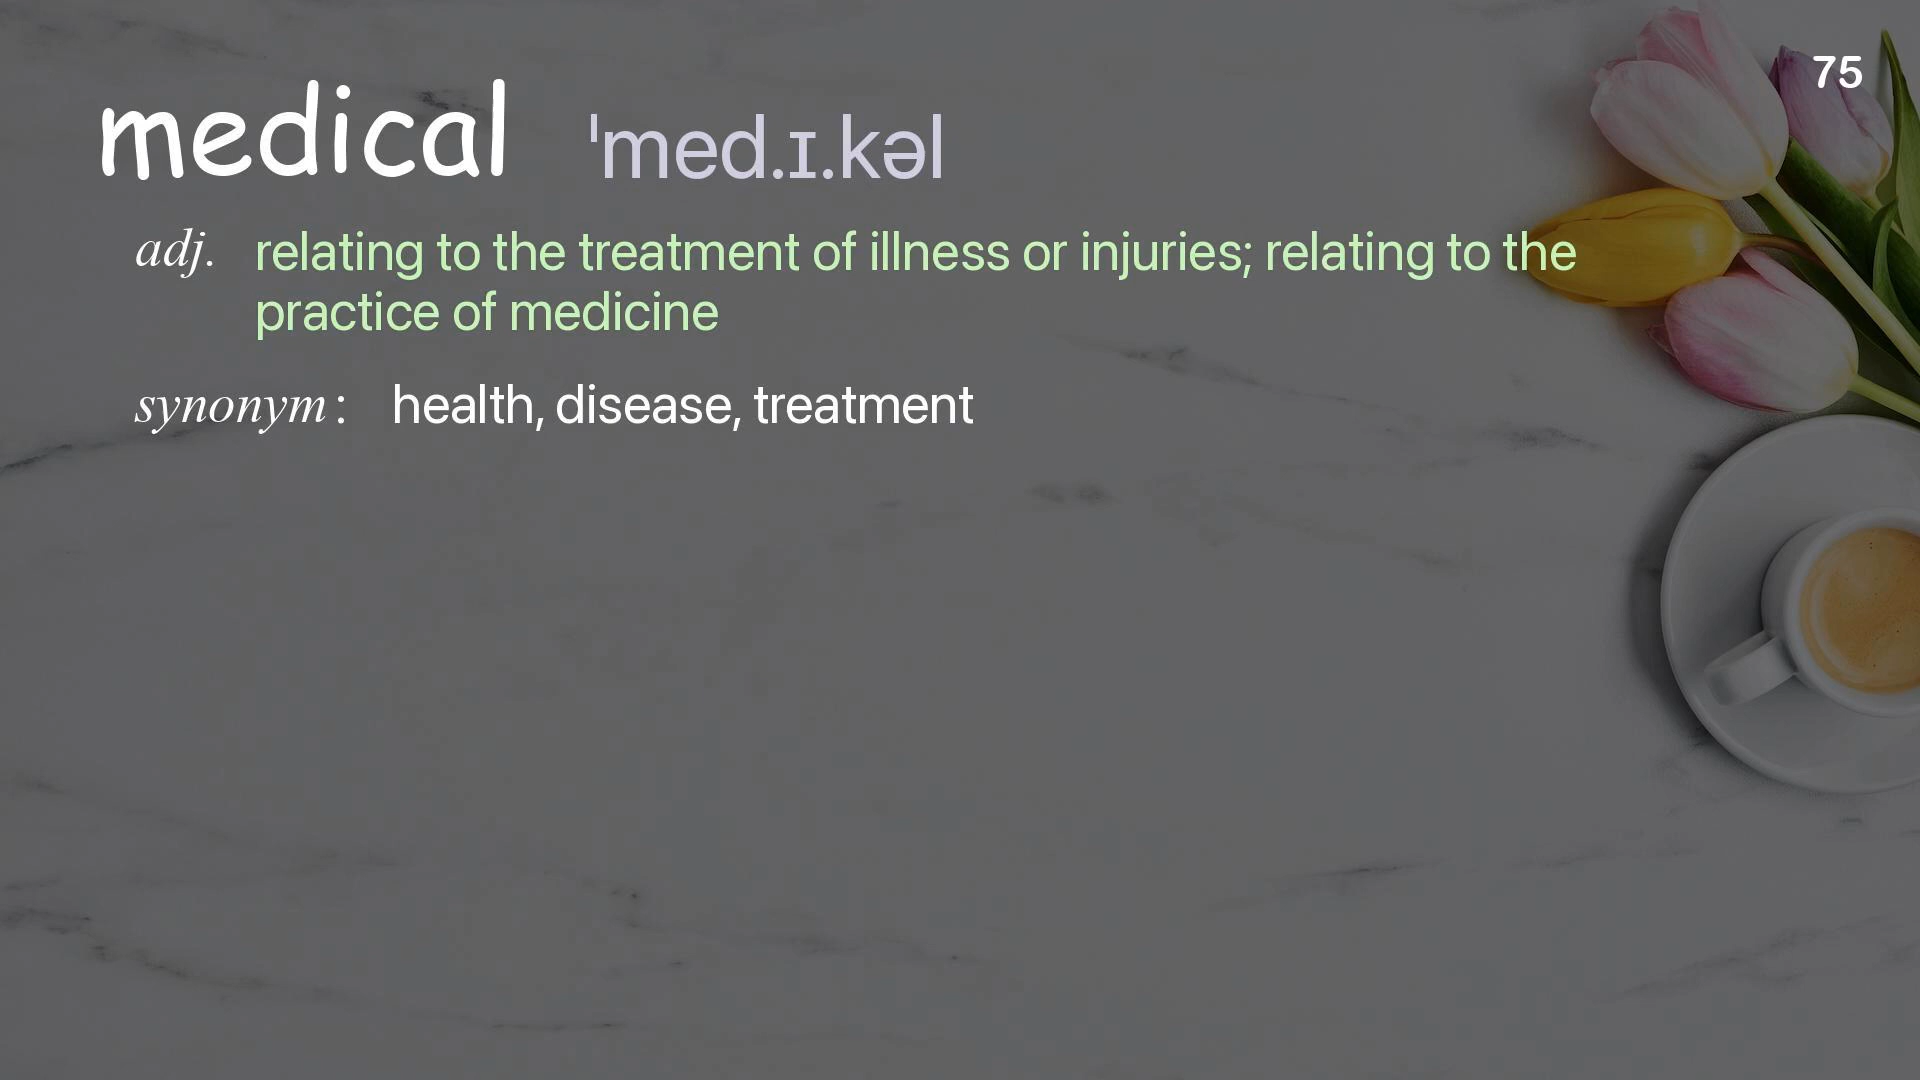 75
medical ˈmed.ɪ.kəl
adj. relating to the treatment of illness or injuries; relating to the
practice of medicine
synonym : health, disease, treatment